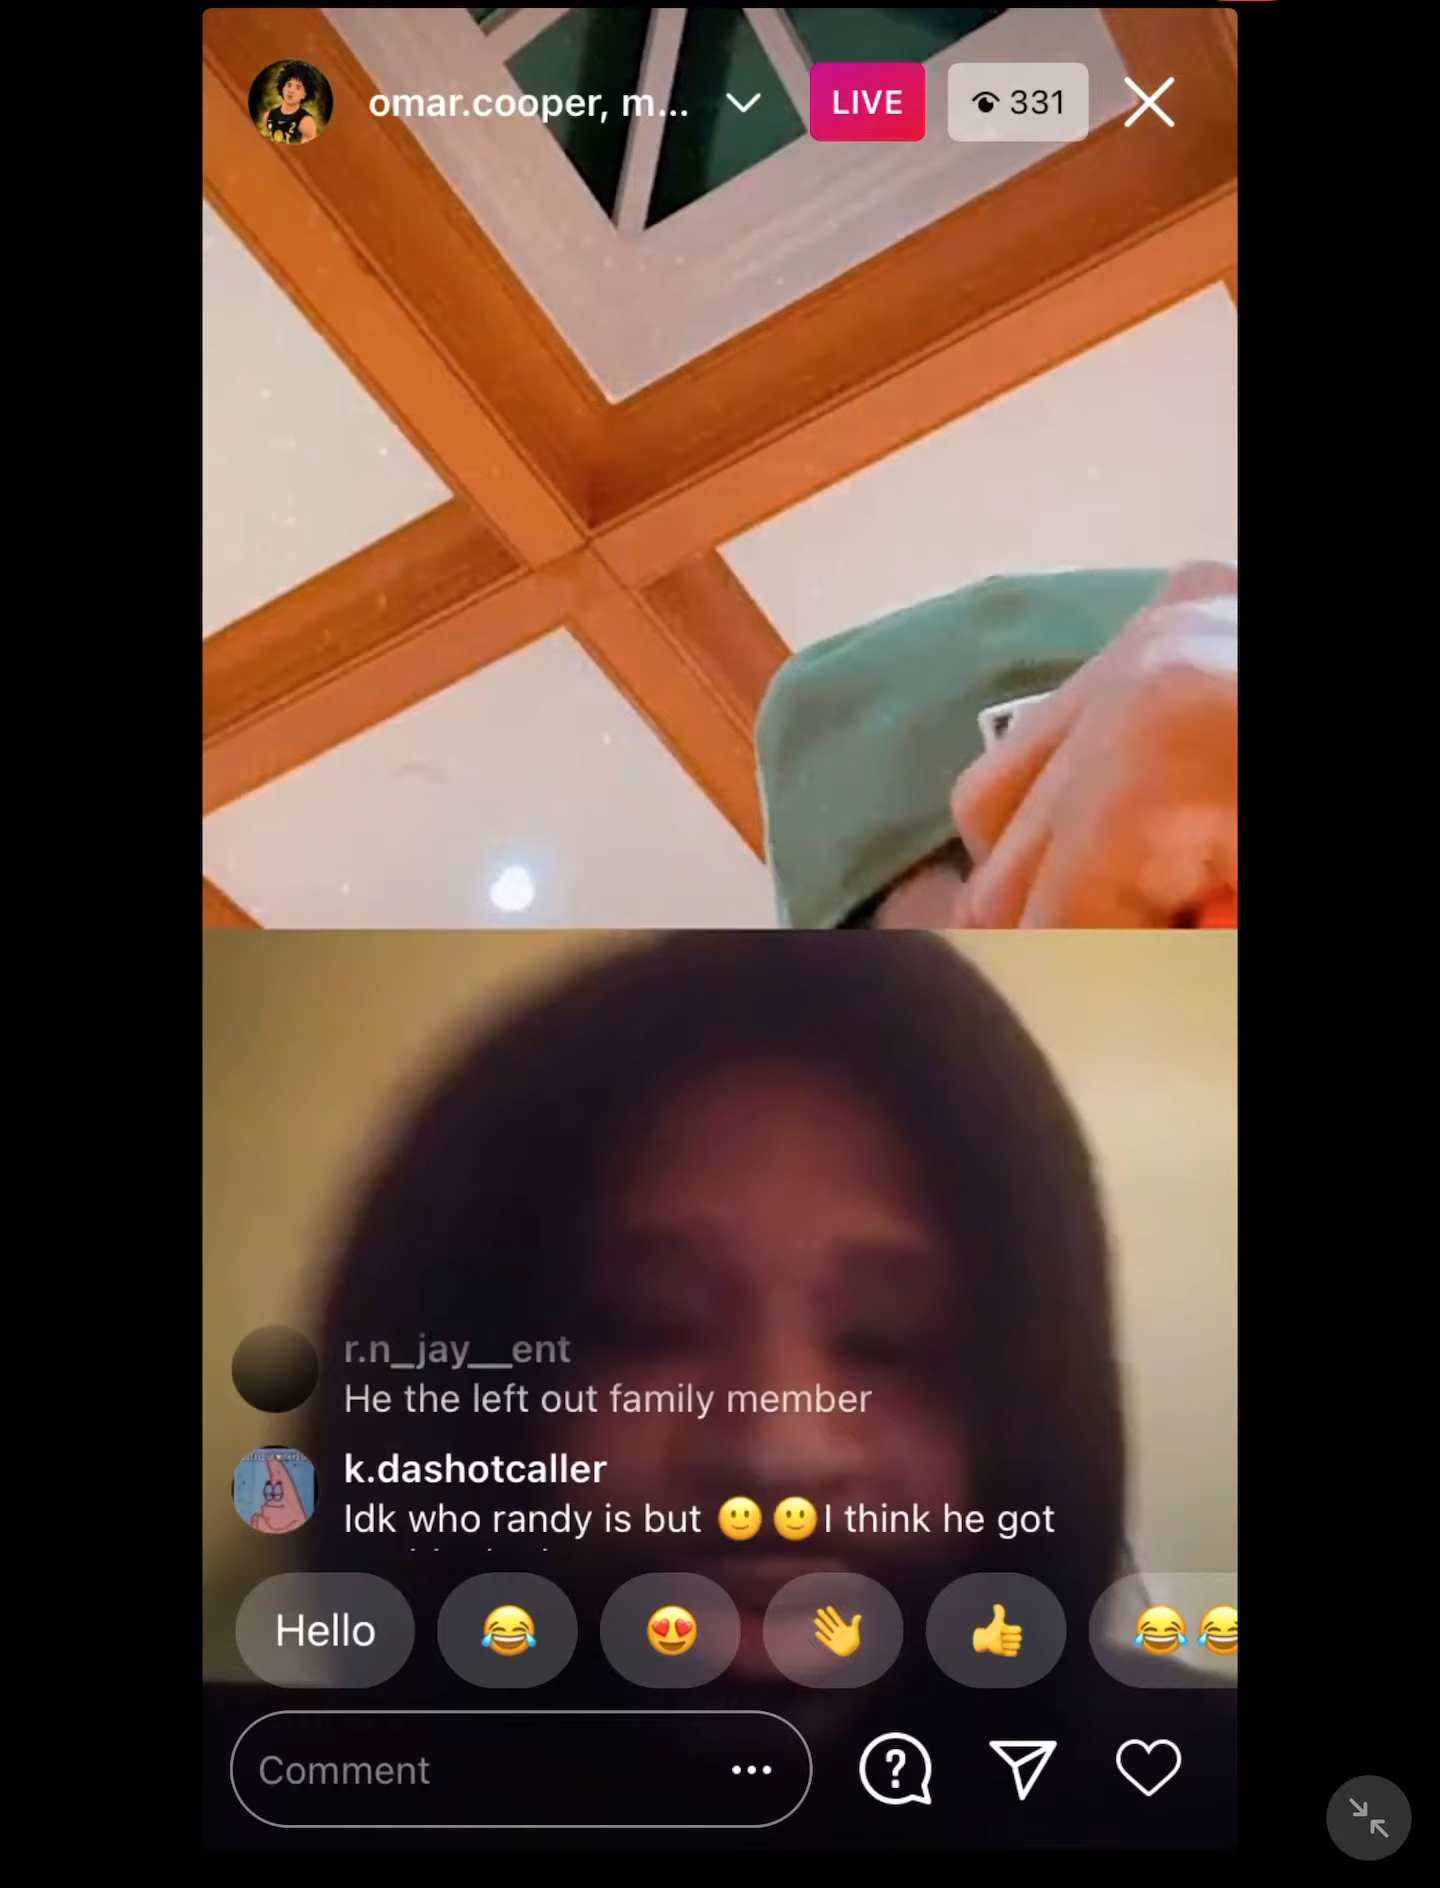 omar.cooper, m...
LIVE
331
r.n_jay__ent
He the left out family member
k.dashotcaller
Idk who randy is but 🙂🙂I think he got
Hello
Comment